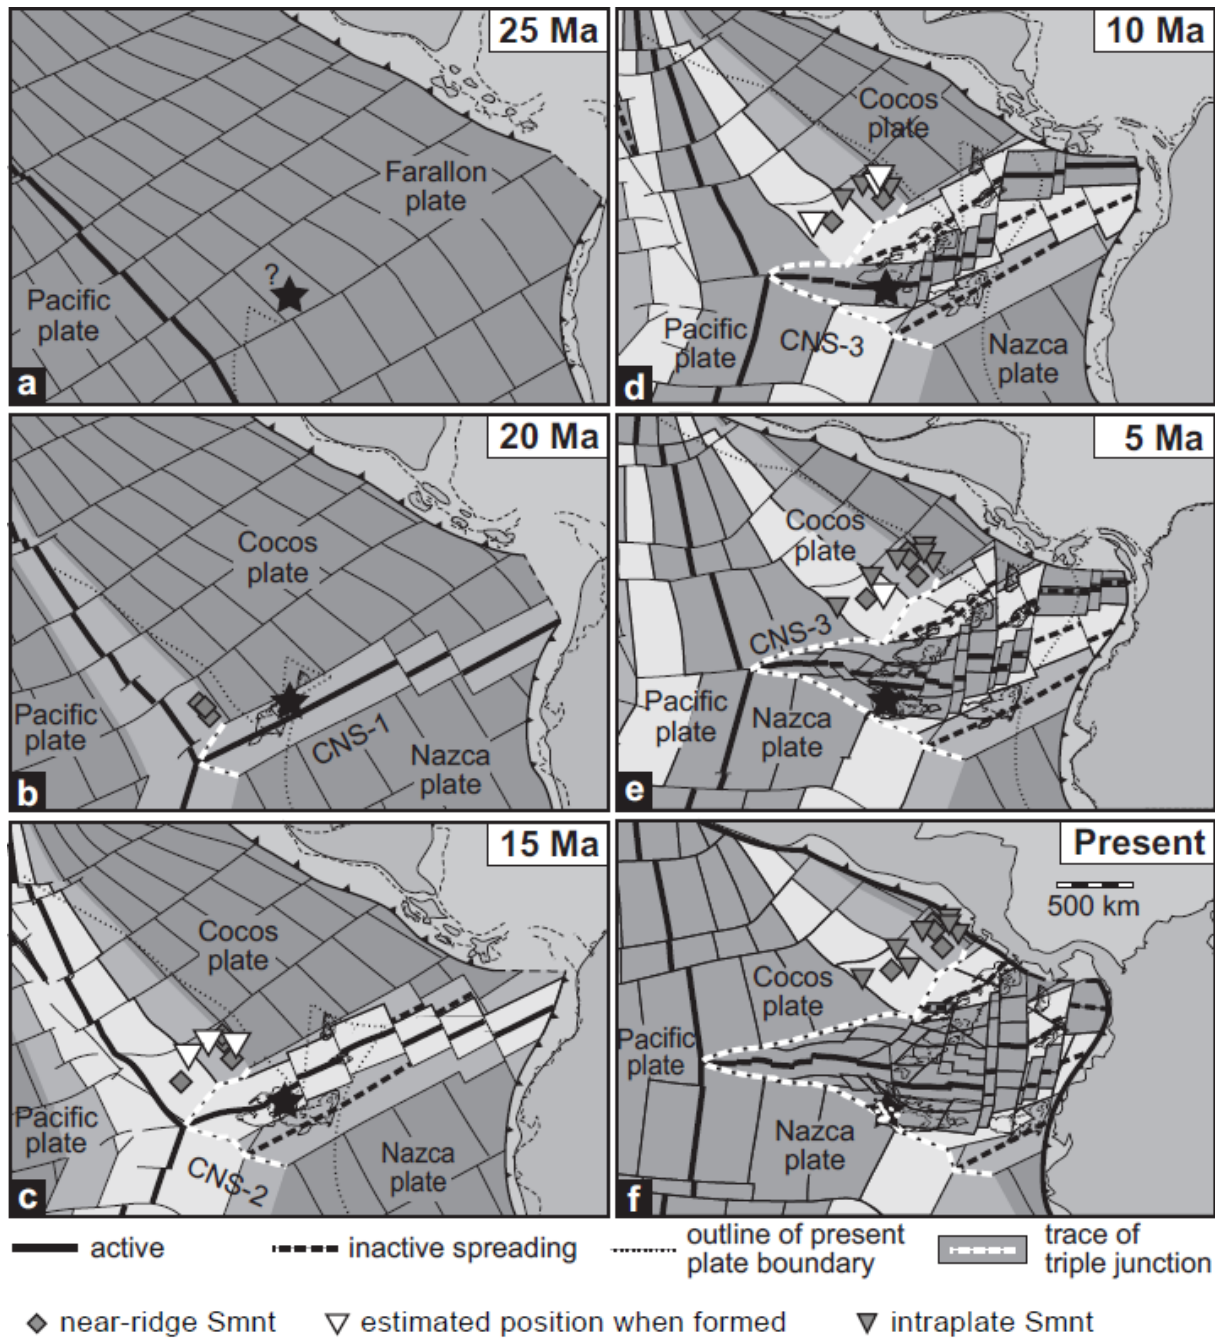 25 Ma
Farallon
plate
?
Pacific
plate
a
20 Ma
Cocos
plate
Pacific
plate
CNS-1
Nazca
plate
b
15 Ma
Cocos
plate
Pacific
plate
CNS-2
Nazca
plate
c
10 Ma
Cocos
plate
Pacific
plate
CNS-3
Nazca
plate
d
5 Ma
Cocos
plate
CNS-3
Pacific
plate
Nazca
plate
e
Present
500 km
Cocos
plate
Pacific
plate
Nazca
plate
f
active
inactive spreading
outline of present
plate boundary
trace of
triple junction
near-ridge Smnt
estimated position when formed
intraplate Smnt